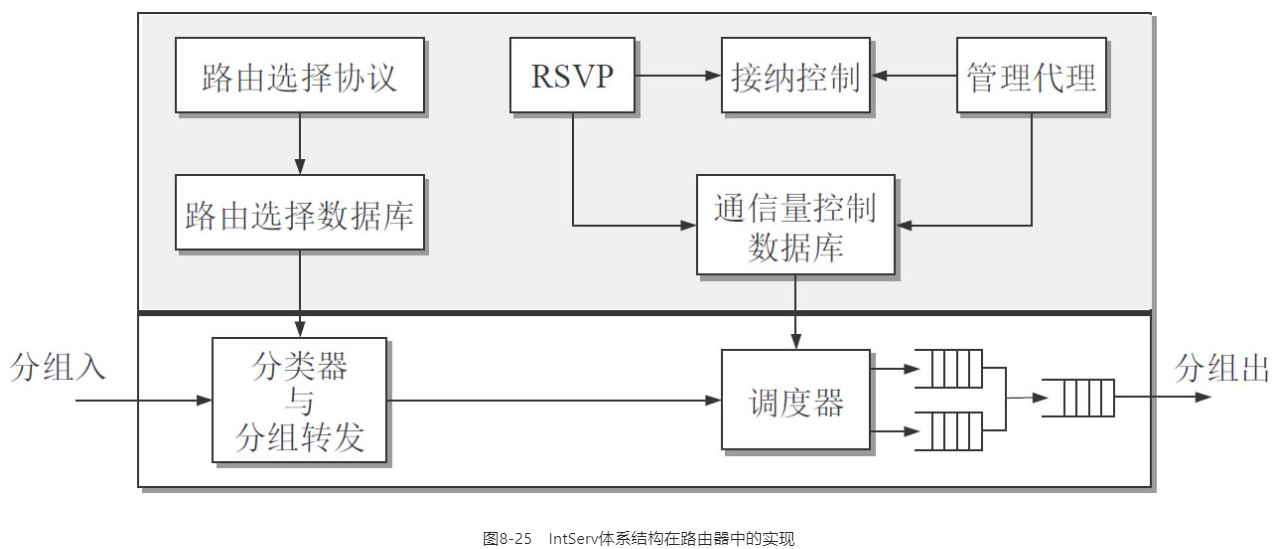 路由选择协议
RSVP
接纳控制
管理代理
路由选择数据库
通信量控制
数据库
分组入
分类器
与
分组转发
调度器
分组出
图8-25 IntServ体系结构在路由器中的实现